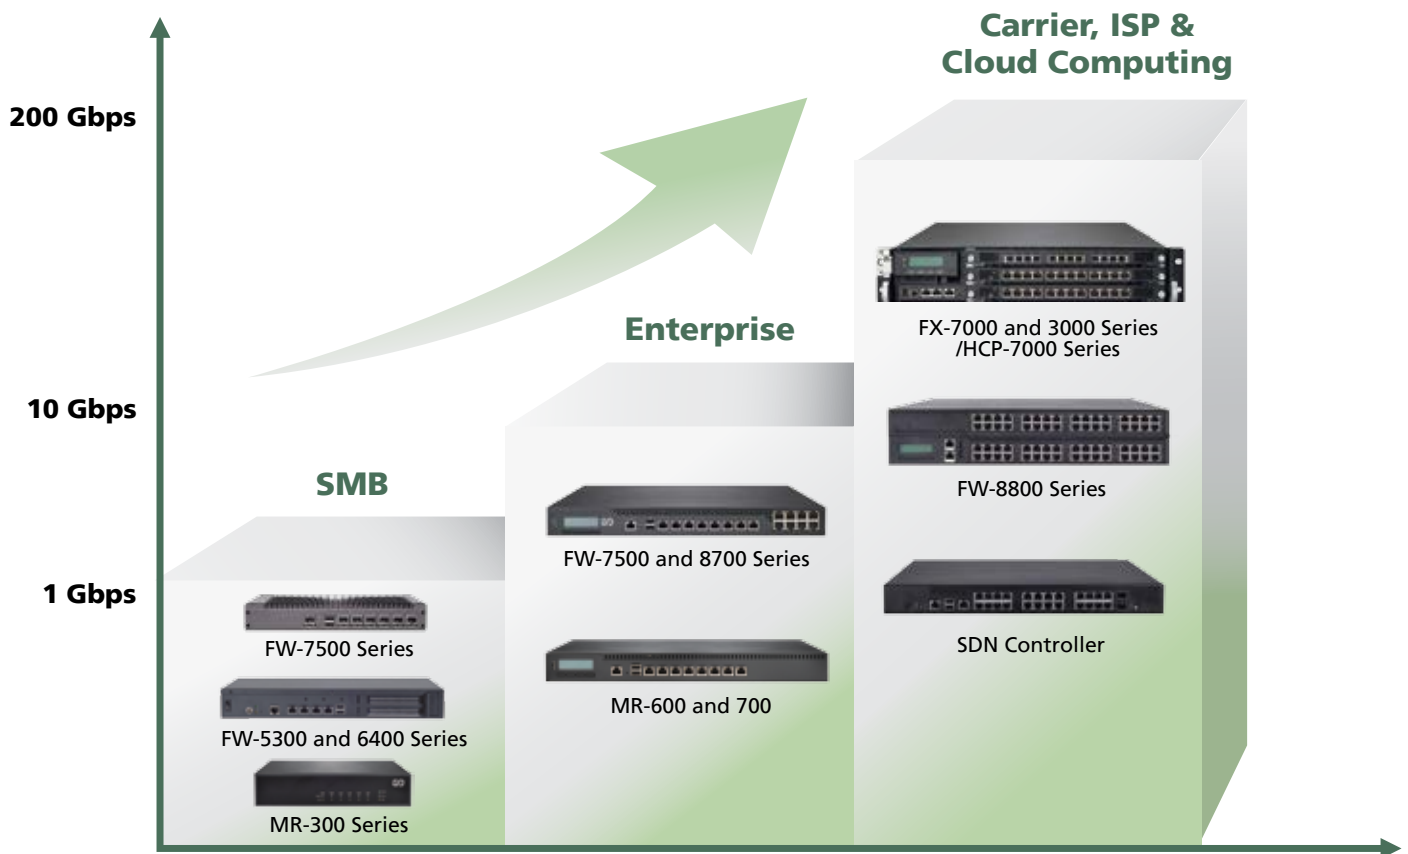 Carrier, ISP &
Cloud Computing
200 Gbps
Enterprise
FX-7000 and 3000 Series
/HCP-7000 Series
10 Gbps
SMB
FW-8800 Series
FW-7500 and 8700 Series
1 Gbps
FW-7500 Series
SDN Controller
MR-600 and 700
FW-5300 and 6400 Series
MR-300 Series